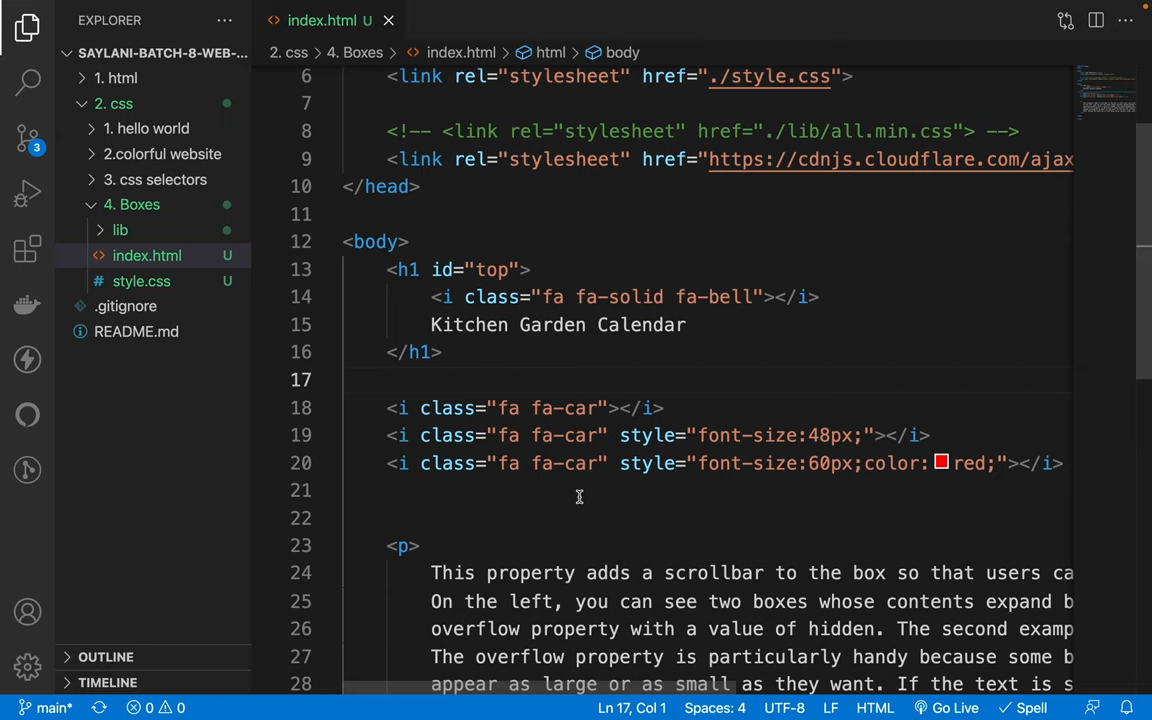 EXPLORER
SAYLANI-BATCH-8-WEB-...
1. html
2. css
1. hello world
2.colorful website
3. css selectors
4. Boxes
lib
index.html U
style.css U
.gitignore
README.md
OUTLINE
TIMELINE
3
index.html U
2. css > 4. Boxes > index.html > html > body
6 <link rel="stylesheet" href="./style.css">
7
8 <!-- <link rel="stylesheet" href="./lib/all.min.css"> -->
9 <link rel="stylesheet" href="https://cdnjs.cloudflare.com/ajax
10 </head>
11
12 <body>
13 <h1 id="top">
14 <i class="fa fa-solid fa-bell"></i>
15 Kitchen Garden Calendar
16 </h1>
17
18 <i class="fa fa-car"></i>
19 <i class="fa fa-car" style="font-size:48px;"></i>
20 <i class="fa fa-car" style="font-size:60px;color:red;"></i>
21
22
23 <p>
24 This property adds a scrollbar to the box so that users ca
25 On the left, you can see two boxes whose contents expand b
26 overflow property with a value of hidden. The second examp
27 The overflow property is particularly handy because some b
28 appear as large or as small as they want. If the text is s
main* 0 0 Ln 17, Col 1 Spaces: 4 UTF-8 LF HTML Go Live Spell